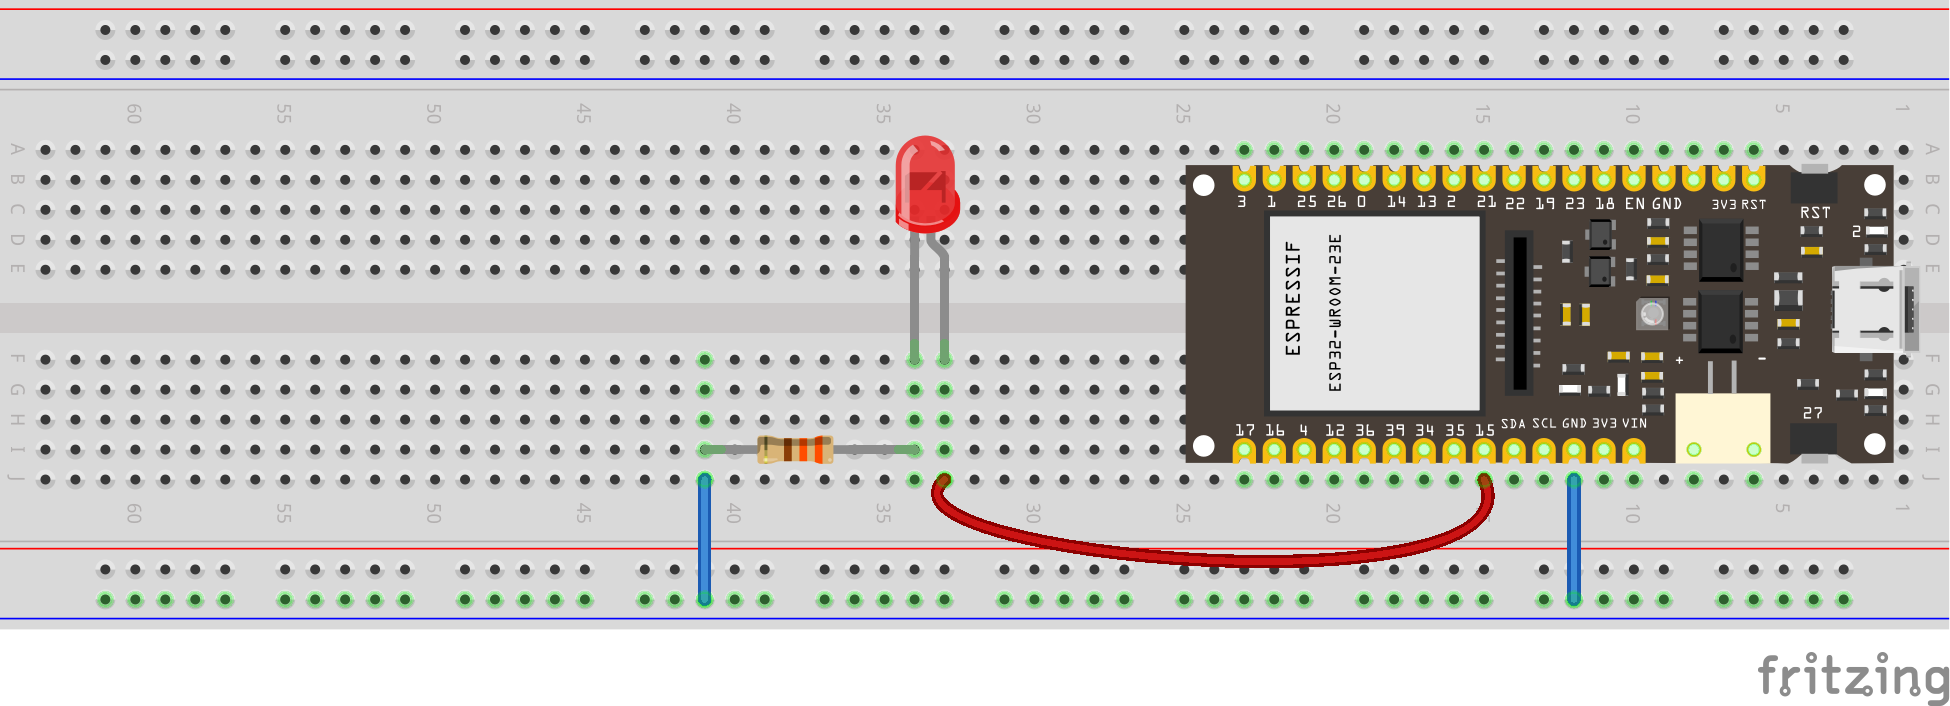 60 55 50 45 40 35 30 25 20 15 10 5 1
A A
B B
C C
D D
E E
F F
G G
H H
I I
J J
3 1 25 26 0 14 13 2 21 22 19 23 18 EN GND 3V3 RST
RST
2
ESPRESSIF
ESP32-WROOM-53E
+ -
27
17 16 4 12 36 39 34 35 15 SDA SCL GND 3V3 VIN
60 55 50 45 40 35 30 25 20 15 10 5 1
fritzing